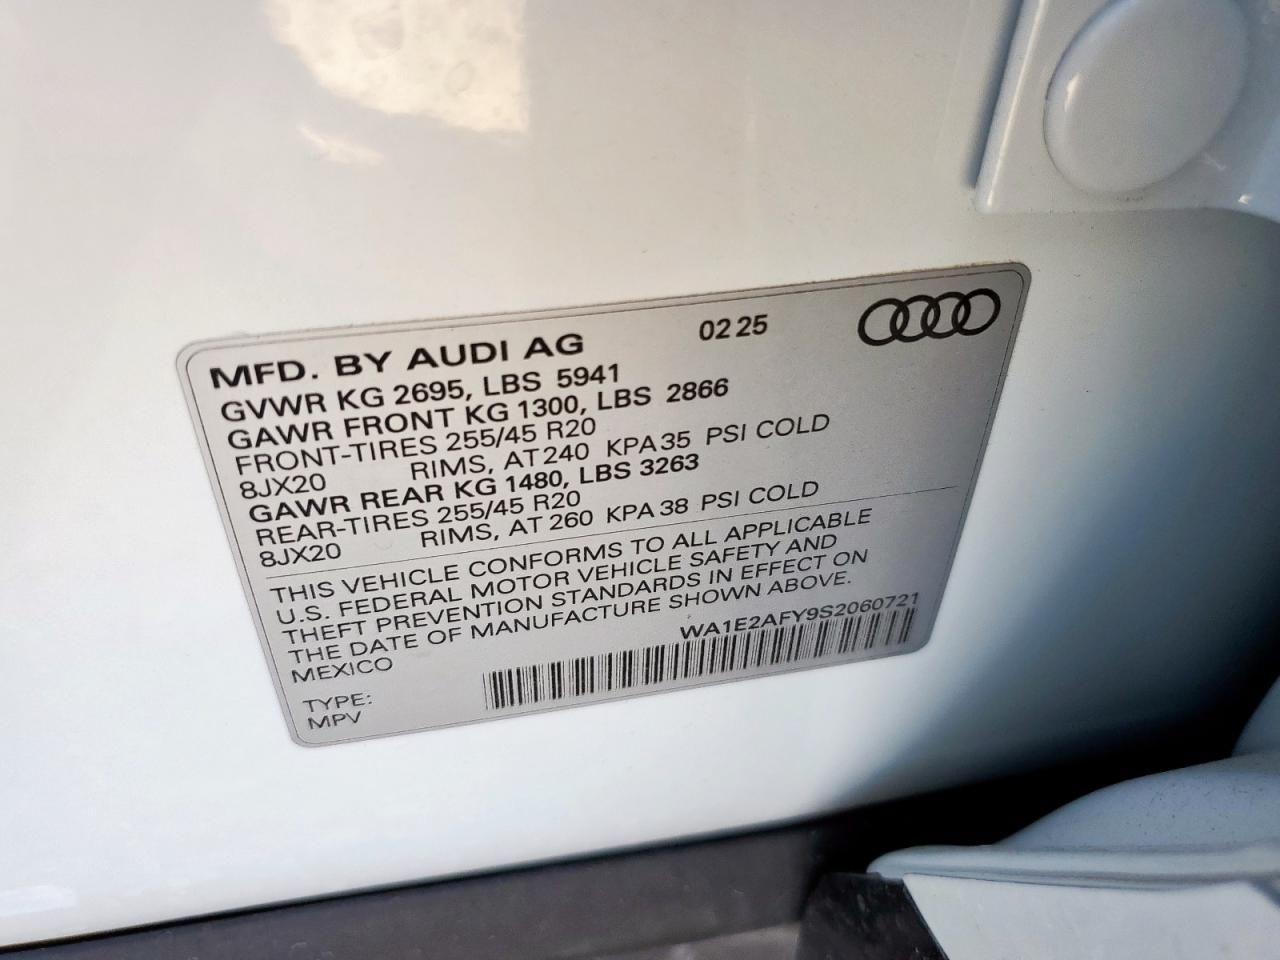 MFD. BY AUDI AG 02 25
GVWR KG 2695, LBS 5941
GAWR FRONT KG 1300, LBS 2866
FRONT-TIRES 255/45 R20
8JX20 RIMS, AT 240 KPA 35 PSI COLD
GAWR REAR KG 1480, LBS 3263
REAR-TIRES 255/45 R20
8JX20 RIMS, AT 260 KPA 38 PSI COLD
THIS VEHICLE CONFORMS TO ALL APPLICABLE
U.S. FEDERAL MOTOR VEHICLE SAFETY AND
THEFT PREVENTION STANDARDS IN EFFECT ON
THE DATE OF MANUFACTURE SHOWN ABOVE.
MEXICO WA1E2AFY9S2060721
TYPE:
MPV